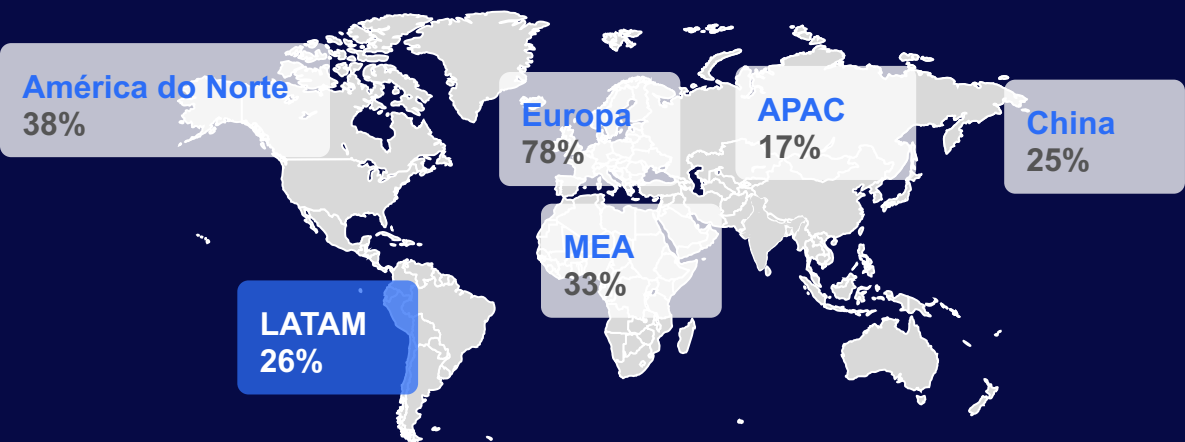 América do Norte
38%
Europa
78%
APAC
17%
China
25%
MEA
33%
LATAM
26%